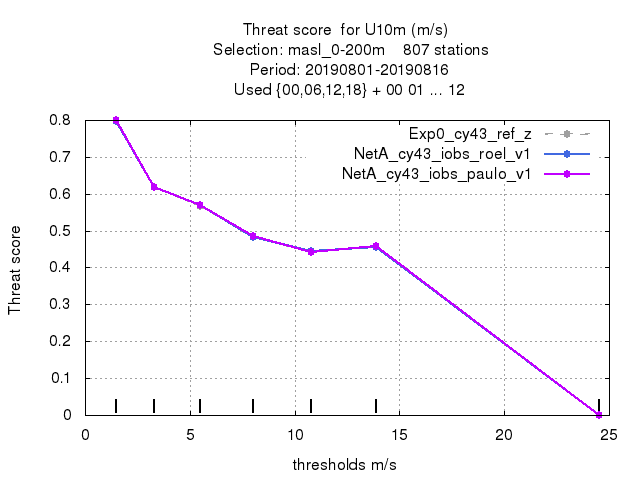 Threat score  for U10m (m/s)
Selection: masl_0-200m    807 stations
Period: 20190801-20190816
Used {00,06,12,18} + 00 01 ... 12
Exp0_cy43_ref_z
NetA_cy43_iobs_roel_v1
NetA_cy43_iobs_paulo_v1
Threat score
0.8
0.7
0.6
0.5
0.4
0.3
0.2
0.1
0
0 5 10 15 20 25
thresholds m/s